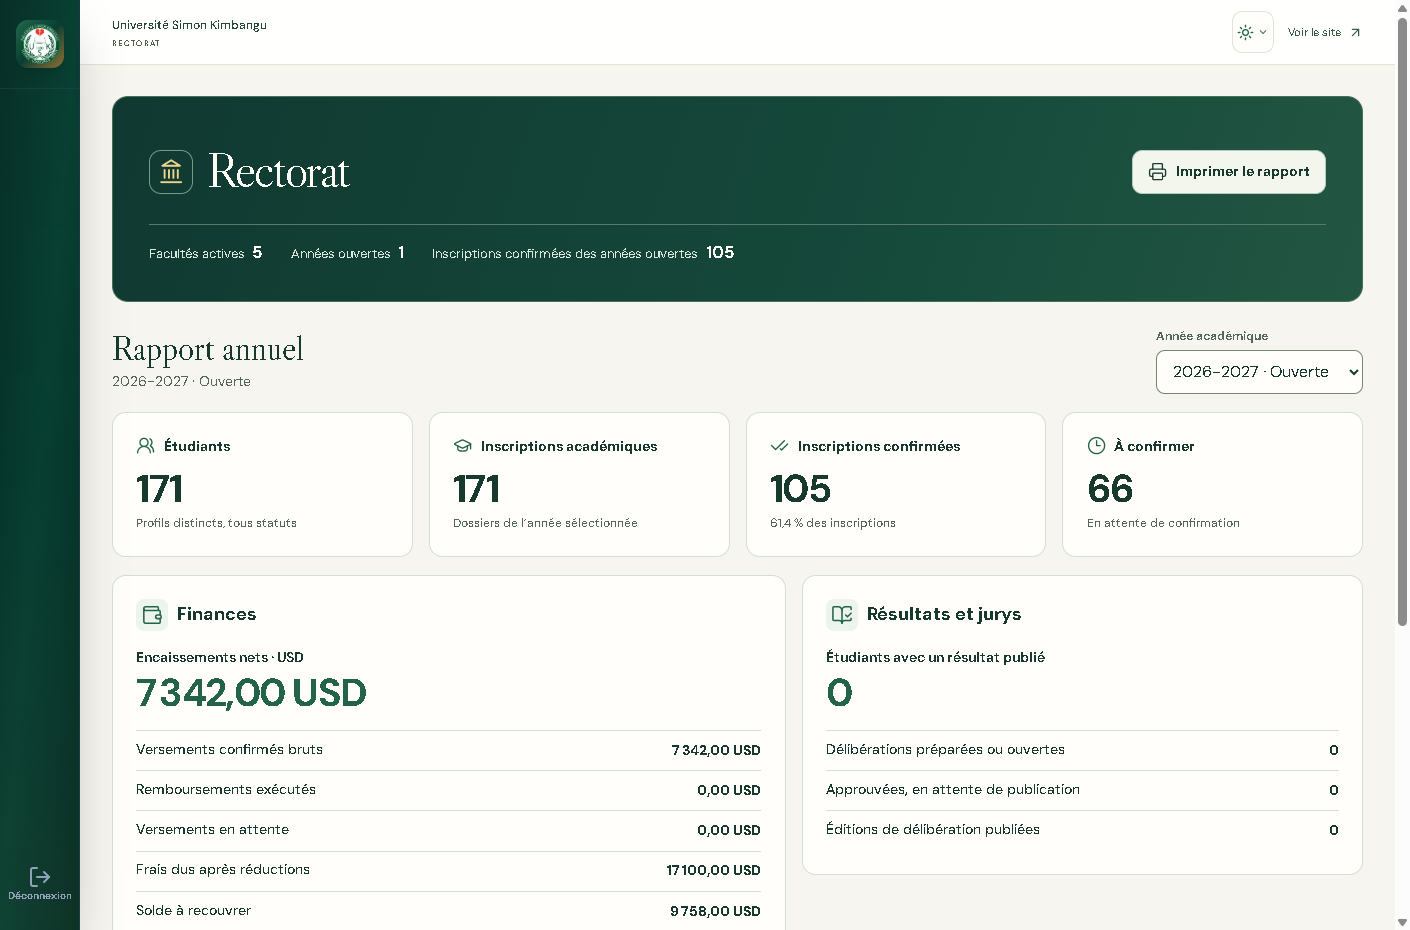 Université Simon Kimbangu
RECTORAT
Voir le site
Rectorat
Imprimer le rapport
Facultés actives 5
Années ouvertes 1
Inscriptions confirmées des années ouvertes 105
Rapport annuel
2026-2027 · Ouverte
Année académique
2026-2027 · Ouverte
Étudiants
171
Profils distincts, tous statuts
Inscriptions académiques
171
Dossiers de l'année sélectionnée
Inscriptions confirmées
105
61,4 % des inscriptions
À confirmer
66
En attente de confirmation
Finances
Encaissements nets · USD
7 342,00 USD
Versements confirmés bruts 7 342,00 USD
Remboursements exécutés 0,00 USD
Versements en attente 0,00 USD
Frais dus après réductions 17 100,00 USD
Solde à recouvrer 9 758,00 USD
Résultats et jurys
Étudiants avec un résultat publié
0
Délibérations préparées ou ouvertes 0
Approuvées, en attente de publication 0
Éditions de délibération publiées 0
Déconnexion